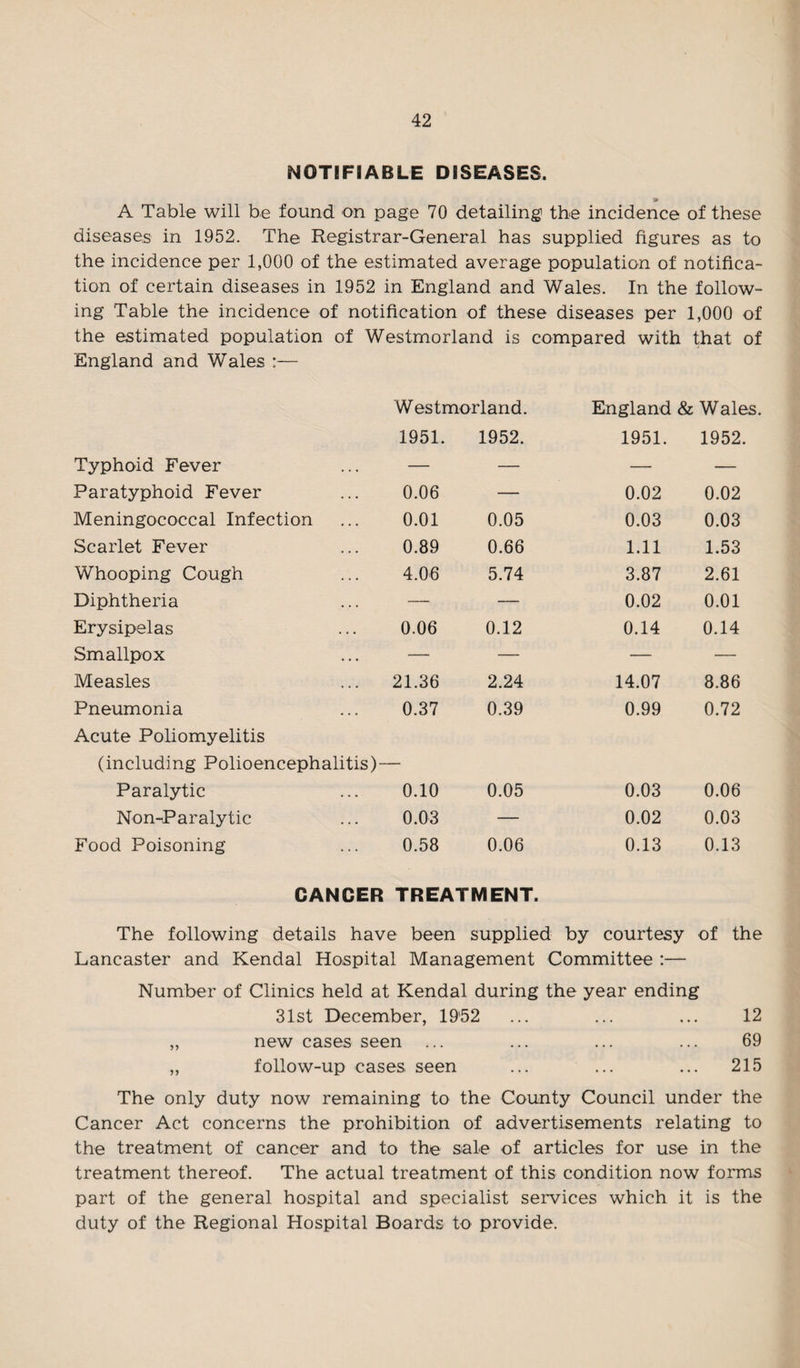 42
NOTIFIABLE DISEASES.
A Table will be found on page 70 detailing the incidence of these
diseases in 1952. The Registrar-General has supplied figures as to
the incidence per 1,000 of the estimated average population of notifica-
tion of certain diseases in 1952 in England and Wales. In the follow-
ing Table the incidence of notification of these diseases per 1,000 of
the estimated population of Westmorland is compared with that of
England and Wales :—
Westmorland. England & Wales.
1951. 1952. 1951. 1952.
Typhoid Fever ... — — — —
Paratyphoid Fever ... 0.06 — 0.02 0.02
Meningococcal Infection ... 0.01 0.05 0.03 0.03
Scarlet Fever ... 0.89 0.66 1.11 1.53
Whooping Cough ... 4.06 5.74 3.87 2.61
Diphtheria ... — — 0.02 0.01
Erysipelas ... 0.06 0.12 0.14 0.14
Smallpox ... — — — —
Measles ... 21.36 2.24 14.07 8.86
Pneumonia ... 0.37 0.39 0.99 0.72
Acute Poliomyelitis
(including Polioencephalitis)—
Paralytic ... 0.10 0.05 0.03 0.06
Non-Paralytic ... 0.03 — 0.02 0.03
Food Poisoning ... 0.58 0.06 0.13 0.13
CANCER TREATMENT.
The following details have been supplied by courtesy of the
Lancaster and Kendal Hospital Management Committee :—
Number of Clinics held at Kendal during the year ending
31st December, 1952 ... ... ... 12
„ new cases seen ... ... ... ... 69
„ follow-up cases seen ... ... ... 215
The only duty now remaining to the County Council under the
Cancer Act concerns the prohibition of advertisements relating to
the treatment of cancer and to the sale of articles for use in the
treatment thereof. The actual treatment of this condition now forms
part of the general hospital and specialist services which it is the
duty of the Regional Hospital Boards to provide.